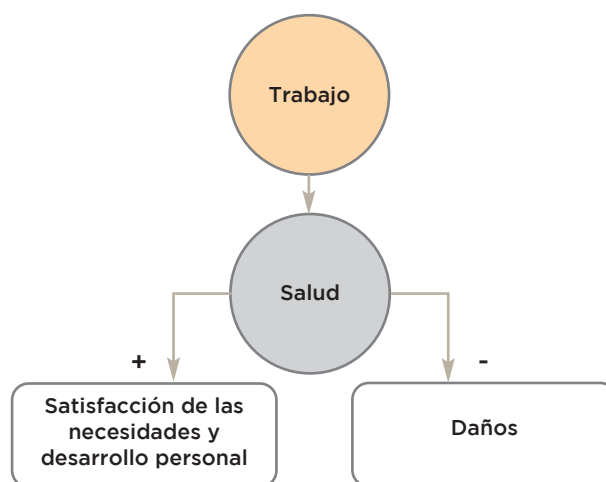 Trabajo
Salud
+
-
Satisfacción de las
necesidades y
desarrollo personal
Daños